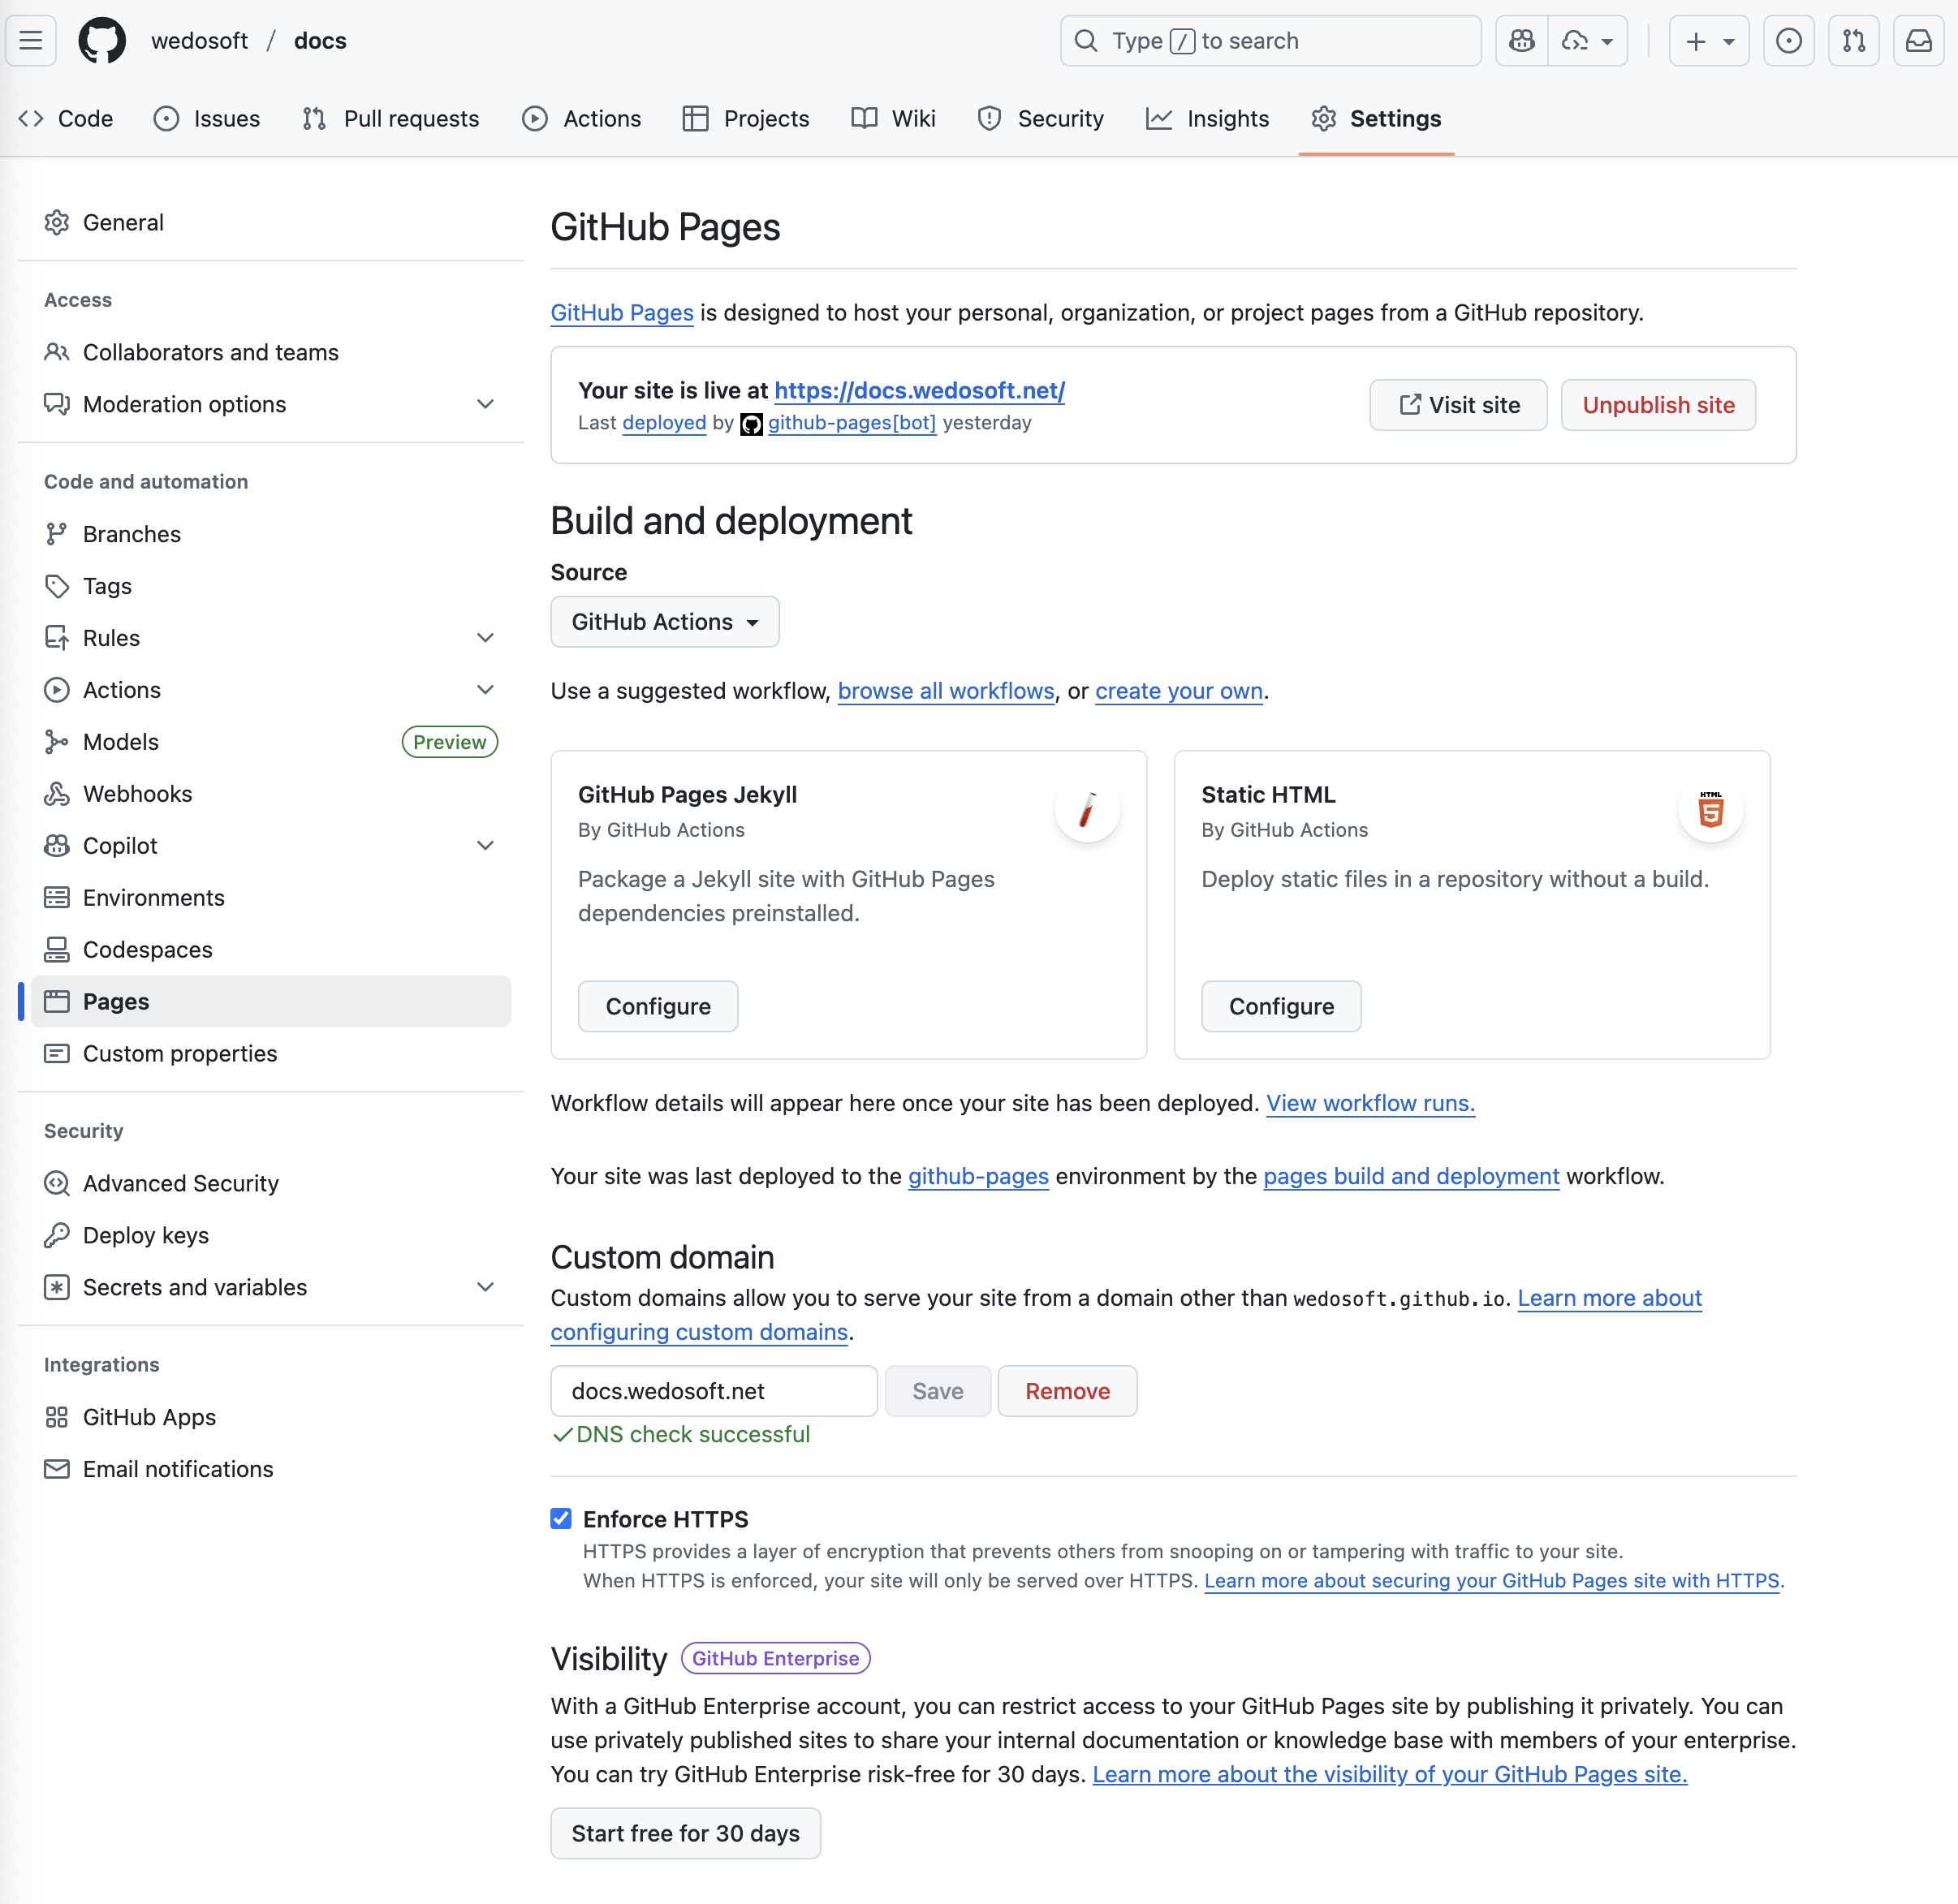 wedosoft / docs
Type / to search
Code
Issues
Pull requests
Actions
Projects
Wiki
Security
Insights
Settings
General
Access
Collaborators and teams
Moderation options
Code and automation
Branches
Tags
Rules
Actions
Models Preview
Webhooks
Copilot
Environments
Codespaces
Pages
Custom properties
Security
Advanced Security
Deploy keys
Secrets and variables
Integrations
GitHub Apps
Email notifications
GitHub Pages
GitHub Pages is designed to host your personal, organization, or project pages from a GitHub repository.
Your site is live at https://docs.wedosoft.net/
Last deployed by github-pages[bot] yesterday
Visit site
Unpublish site
Build and deployment
Source
GitHub Actions
Use a suggested workflow, browse all workflows, or create your own.
GitHub Pages Jekyll
By GitHub Actions
Package a Jekyll site with GitHub Pages
dependencies preinstalled.
Configure
Static HTML
HTML
5
By GitHub Actions
Deploy static files in a repository without a build.
Configure
Workflow details will appear here once your site has been deployed. View workflow runs.
Your site was last deployed to the github-pages environment by the pages build and deployment workflow.
Custom domain
Custom domains allow you to serve your site from a domain other than wedosoft.github.io. Learn more about
configuring custom domains.
docs.wedosoft.net
Save
Remove
DNS check successful
Enforce HTTPS
HTTPS provides a layer of encryption that prevents others from snooping on or tampering with traffic to your site.
When HTTPS is enforced, your site will only be served over HTTPS. Learn more about securing your GitHub Pages site with HTTPS.
Visibility GitHub Enterprise
With a GitHub Enterprise account, you can restrict access to your GitHub Pages site by publishing it privately. You can
use privately published sites to share your internal documentation or knowledge base with members of your enterprise.
You can try GitHub Enterprise risk-free for 30 days. Learn more about the visibility of your GitHub Pages site.
Start free for 30 days